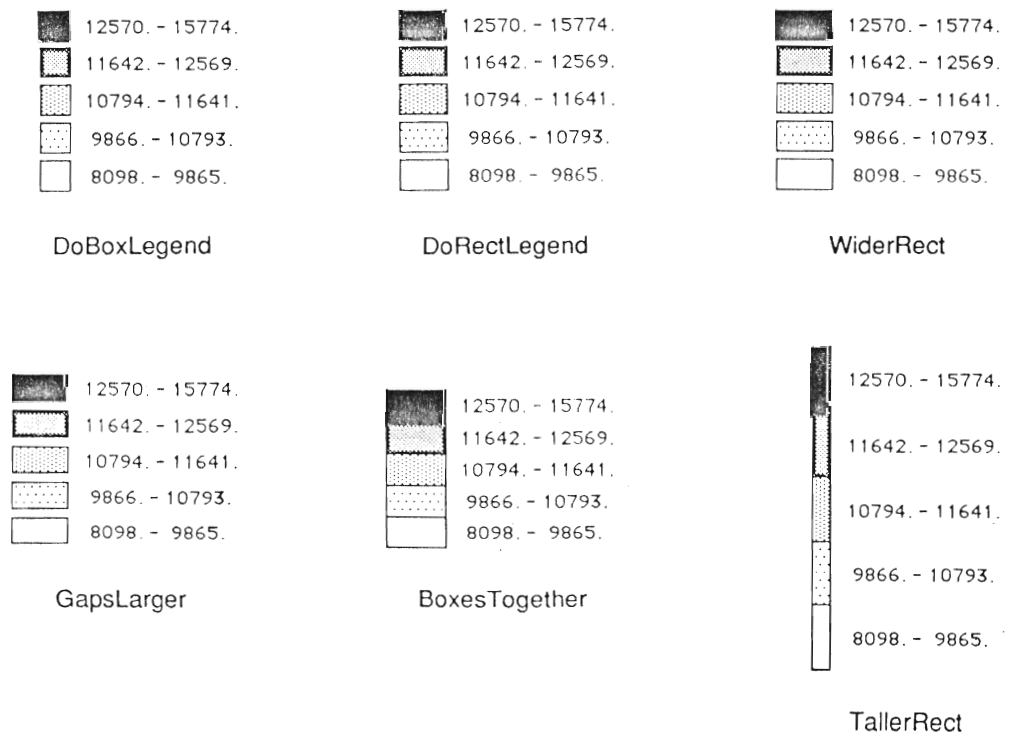 12570. - 15774.
11642. - 12569.
10794. - 11641.
9866. - 10793.
8098. - 9865.
DoBoxLegend
12570. - 15774.
11642. - 12569.
10794. - 11641.
9866. - 10793.
8098. - 9865.
DoRectLegend
12570. - 15774.
11642. - 12569.
10794. - 11641.
9866. - 10793.
8098. - 9865.
WiderRect
12570. - 15774.
11642. - 12569.
10794. - 11641.
9866. - 10793.
8098. - 9865.
GapsLarger
12570. - 15774.
11642. - 12569.
10794. - 11641.
9866. - 10793.
8098. - 9865.
BoxesTogether
12570. - 15774.
11642. - 12569.
10794. - 11641.
9866. - 10793.
8098. - 9865.
TallerRect